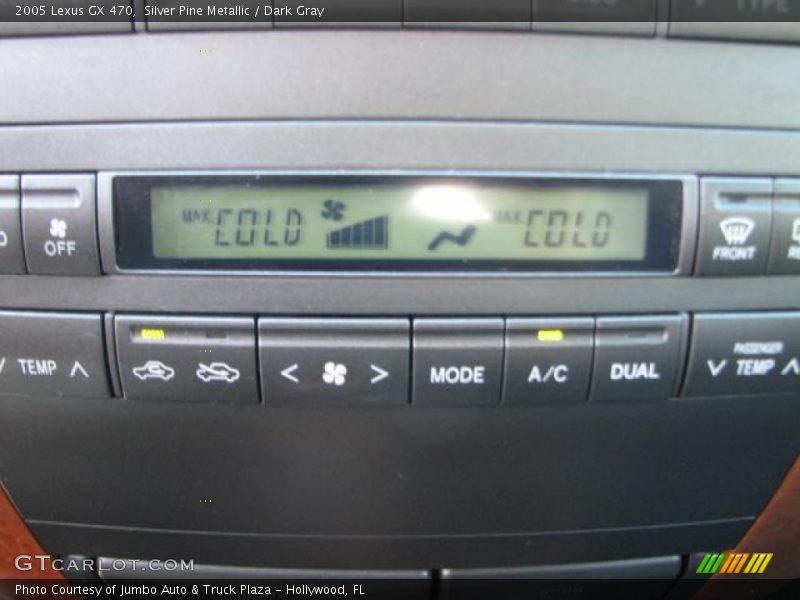 2005 Lexus GX 470, Silver Pine Metallic / Dark Gray
TYPE
MAX COLD MAX COLD
OFF FRONT
TEMP < > MODE A/C DUAL PASSENGER TEMP
GTCARLOT.COM
Photo Courtesy of Jumbo Auto & Truck Plaza - Hollywood, FL